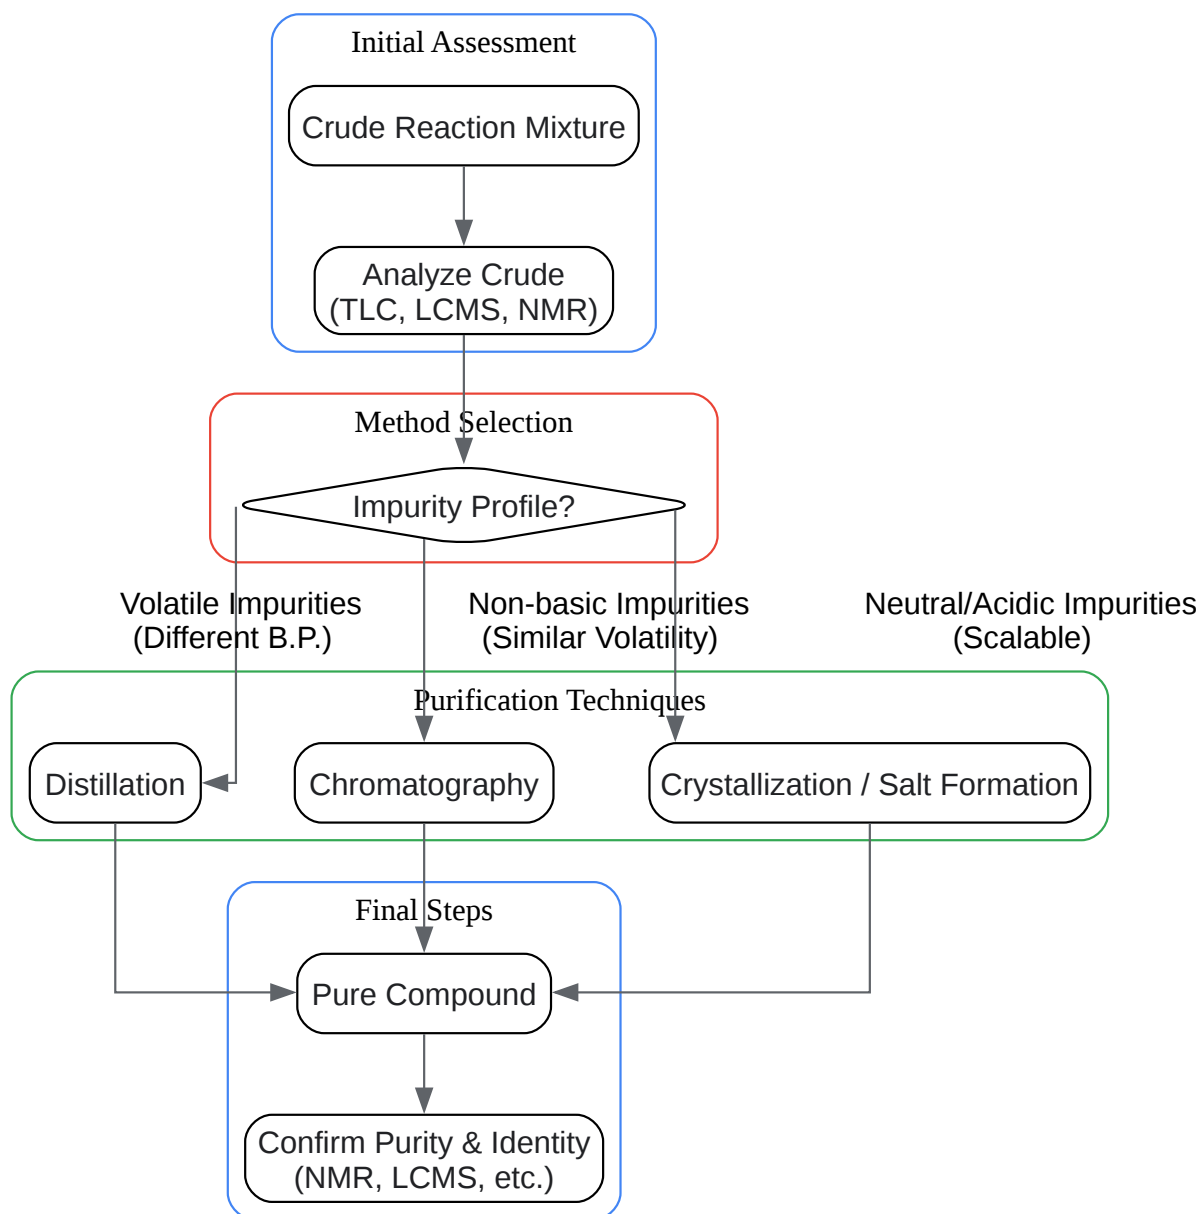 Initial Assessment
Crude Reaction Mixture
Analyze Crude
(TLC, LCMS, NMR)
Method Selection
Impurity Profile?
Volatile Impurities
(Different B.P.)
Non-basic Impurities
(Similar Volatility)
Neutral/Acidic Impurities
(Scalable)
Purification Techniques
Distillation
Chromatography
Crystallization / Salt Formation
Final Steps
Pure Compound
Confirm Purity & Identity
(NMR, LCMS, etc.)